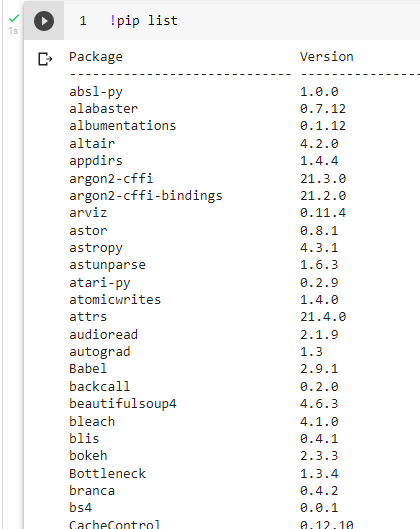 1s
1 !pip list
Package Version
---------------------------- ---------------
absl-py 1.0.0
alabaster 0.7.12
albumentations 0.1.12
altair 4.2.0
appdirs 1.4.4
argon2-cffi 21.3.0
argon2-cffi-bindings 21.2.0
arviz 0.11.4
astor 0.8.1
astropy 4.3.1
astunparse 1.6.3
atari-py 0.2.9
atomicwrites 1.4.0
attrs 21.4.0
audioread 2.1.9
autograd 1.3
Babel 2.9.1
backcall 0.2.0
beautifulsoup4 4.6.3
bleach 4.1.0
blis 0.4.1
bokeh 2.3.3
Bottleneck 1.3.4
branca 0.4.2
bs4 0.0.1
CacheControl 0.12.10